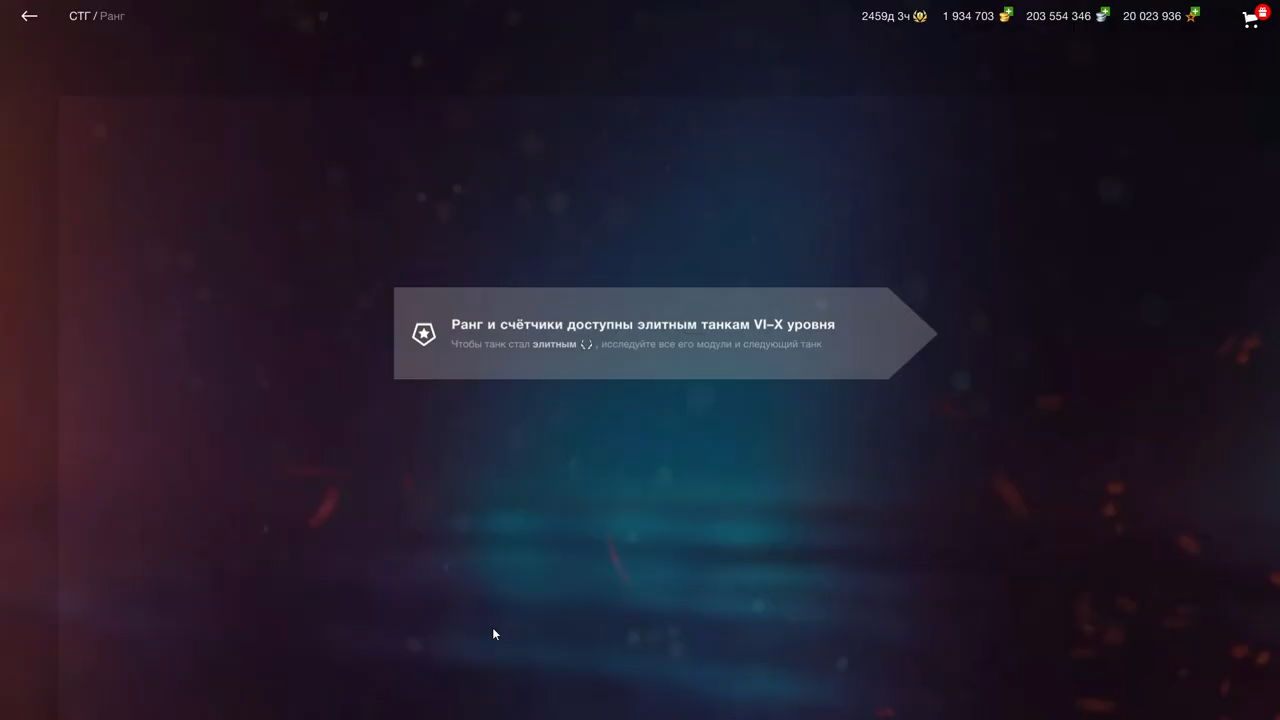 СТГ / Ранг
2459д 3ч 1 934 703 203 554 346 20 023 936
Ранг и счётчики доступны элитным танкам VI–X уровня
Чтобы танк стал элитным , исследуйте все его модули и следующий танк